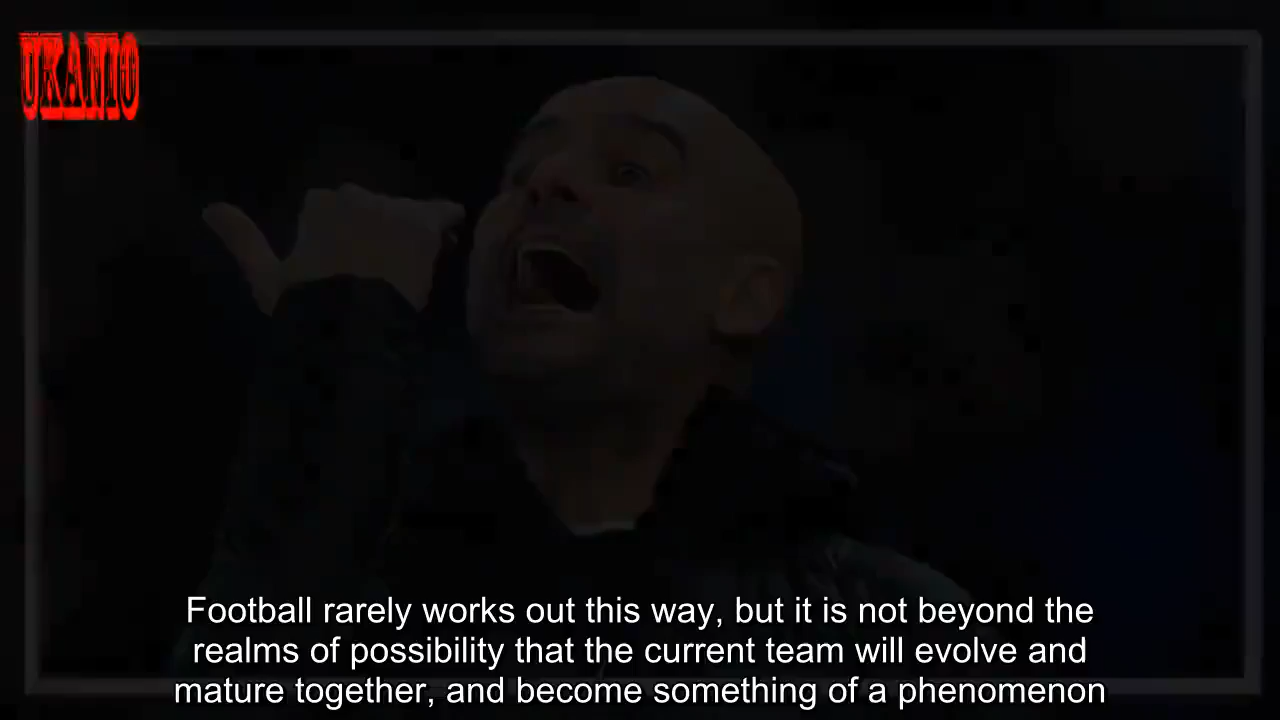 UKANIO
Football rarely works out this way, but it is not beyond the
realms of possibility that the current team will evolve and
mature together, and become something of a phenomenon